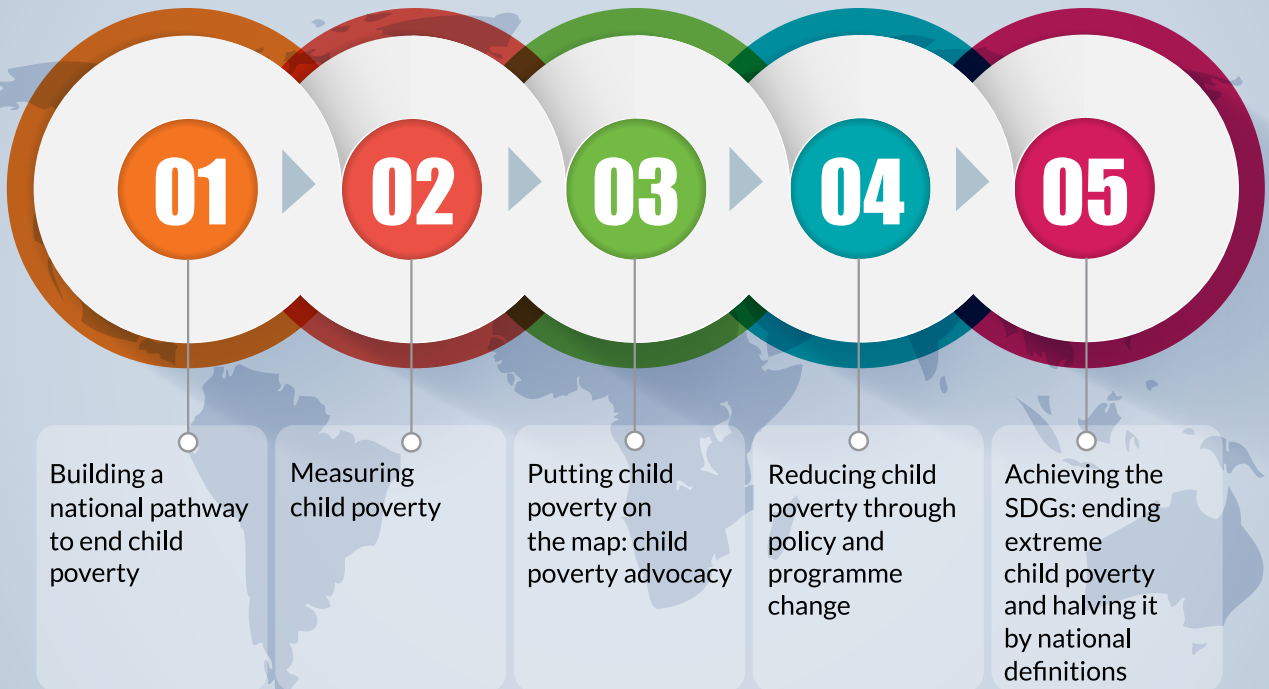 01
02
03
04
05
Building a
national pathway
to end child
poverty
Measuring
child poverty
Putting child
poverty on
the map: child
poverty advocacy
Reducing child
poverty through
policy and
programme
change
Achieving the
SDGs: ending
extreme
child poverty
and halving it
by national
definitions